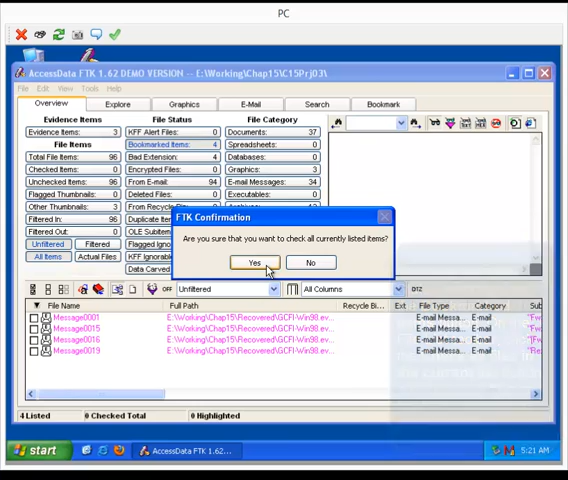 PC
AccessData FTK 1.62 DEMO VERSION -- E:\Working\Chap15\C15Prj03\
File Edit View Tools Help
Overview Explore Graphics E-Mail Search Bookmark
Evidence Items File Status File Category
Evidence Items: 3 KFF Alert Files: 0 Documents: 37
File Items Bookmarked Items: 4 Spreadsheets: 0
Total File Items: 96 Bad Extension: 4 Databases: 0
Checked Items: 0 Encrypted Files: 0 Graphics: 3
Unchecked Items: 96 From E-mail: 94 E-mail Messages: 34
Flagged Thumbnails: 0 Deleted Files: 0 Executables: 0
Other Thumbnails: 3 From Recycle
Filtered In: 96 Duplicate Item
Filtered Out: 0 OLE Subitem
Unfiltered Filtered Flagged Igno
All Items Actual Files KFF Ignorable
Data Carved
FTK Confirmation
Are you sure that you want to check all currently listed items?
Yes No
OFF Unfiltered All Columns DTZ
File Name Full Path Recycle Bi... Ext File Type Category Sub
Message0001 E:\Working\Chap15\Recovered\GCFI-Win98.ev... E-mail Messa... E-mail
Message0015 E:\Working\Chap15\Recovered\GCFI-Win98.ev... E-mail Messa... E-mail
Message0016 E:\Working\Chap15\Recovered\GCFI-Win98.ev... E-mail Messa... E-mail
Message0019 E:\Working\Chap15\Recovered\GCFI-Win98.ev... E-mail Messa... E-mail
4 Listed 0 Checked Total 0 Highlighted
start AccessData FTK 1.62... 5:21 AM